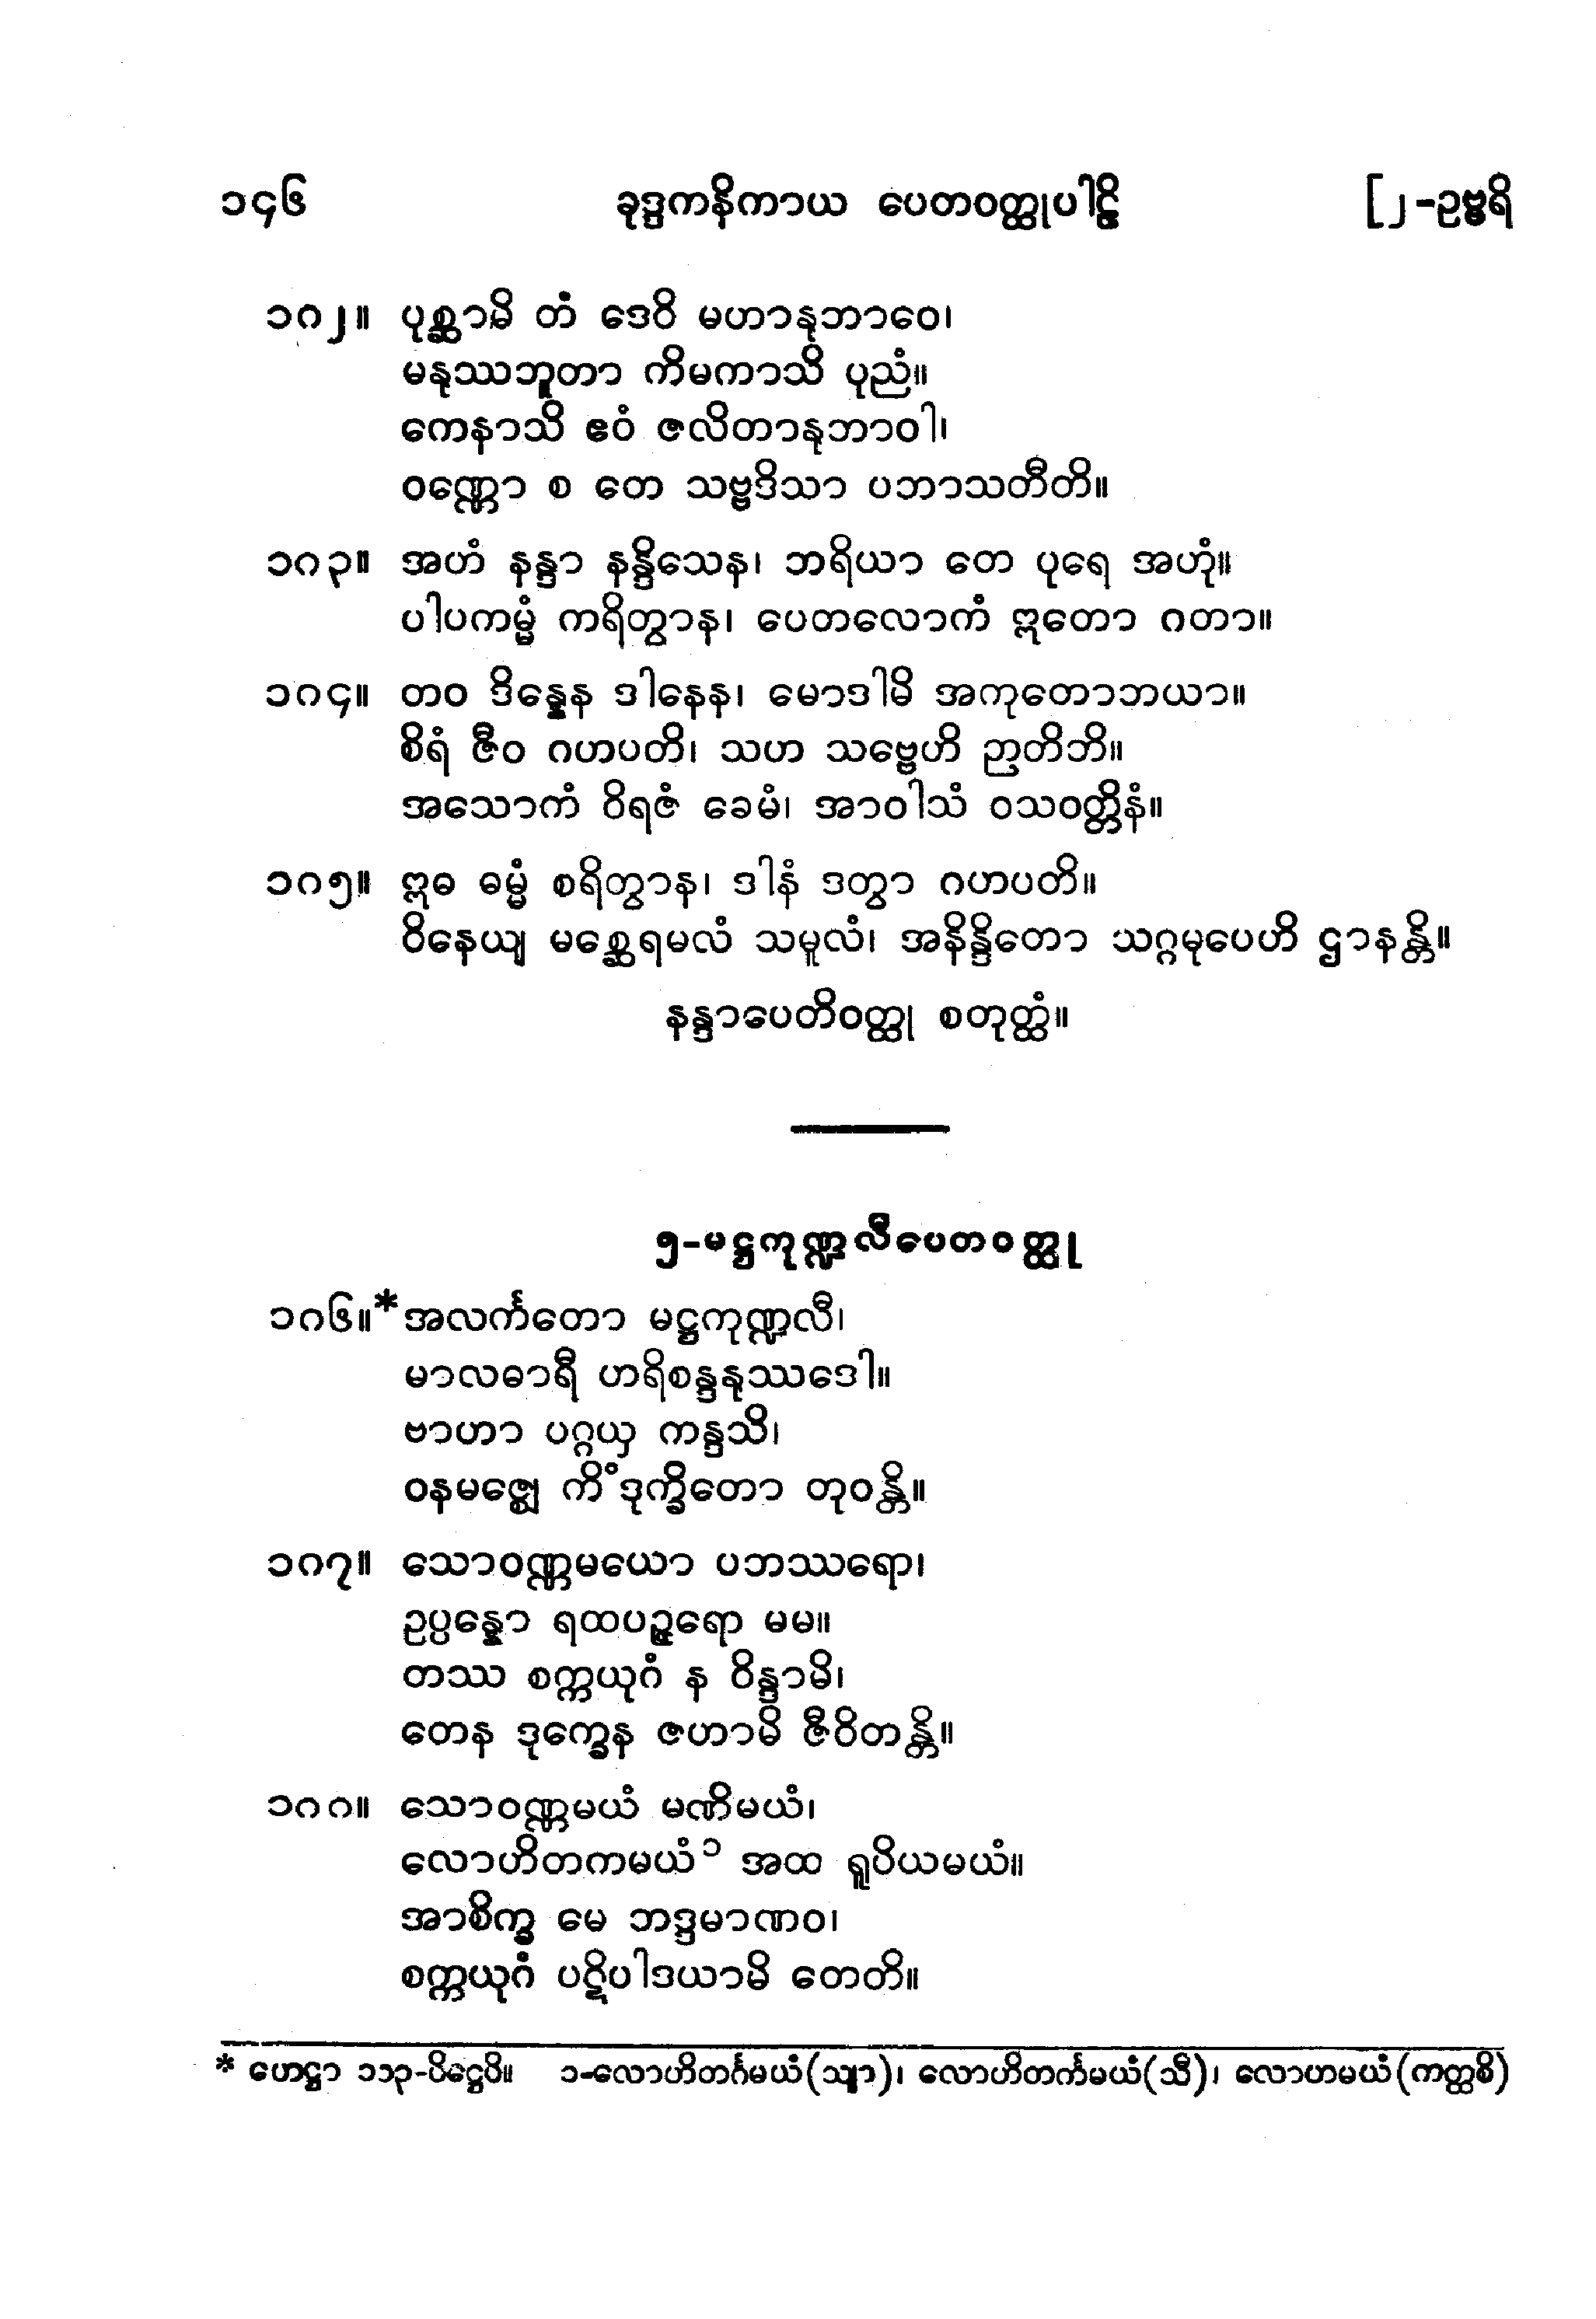 ၁၄၆ ခုဒ္ဒကနိကာယ ပေတဝတ္ထုပါဠိ [၂-ဥဗ္ဗရိ
၁၈၂။ ပုစ္ဆာမိ တံ ဒေဝိ မဟာနုဘာဝေ၊
မနုဿဘူတာ ကိမကာသိ ပုညံ။
ကေနာသိ ဧဝံ ဇလိတာနုဘာဝါ၊
ဝဏ္ဏော စ တေ သဗ္ဗဒိသာ ပဘာသတီတိ။
၁၈၃။ အဟံ နန္ဒာ နန္ဒိသေန၊ ဘရိယာ တေ ပုရေ အဟုံ။
ပါပကမ္မံ ကရိတွာန၊ ပေတလောကံ ဣတော ဂတာ။
၁၈၄။ တဝ ဒိန္နေန ဒါနေန၊ မောဒါမိ အကုတောဘယာ။
စိရံ ဇီဝ ဂဟပတိ၊ သဟ သဗ္ဗေဟိ ဉာတိဘိ။
အသောကံ ဝိရဇံ ခေမံ၊ အာဝါသံ ဝသဝတ္တိနံ။
၁၈၅။ ဣဓ ဓမ္မံ စရိတွာန၊ ဒါနံ ဒတွာ ဂဟပတိ။
ဝိနေယျ မစ္ဆေရမလံ သမူလံ၊ အနိန္ဒိတော သဂ္ဂမုပေဟိ ဌာနန္တိ။
နန္ဒာပေတိဝတ္ထု စတုတ္ထံ။
၅-မဋ္ဌကုဏ္ဍလီပေတဝတ္ထု
၁၈၆။*အလင်္ကတော မဋ္ဌကုဏ္ဍလီ၊
မာလဓာရီ ဟရိစန္ဒနုဿဒေါ။
ဗာဟာ ပဂ္ဂယှ ကန္ဒသိ၊
ဝနမဇ္ဈေ ကိံ ဒုက္ခိတော တုဝန္တိ။
၁၈၇။ သောဝဏ္ဏမယော ပဘဿရော၊
ဥပ္ပန္နော ရထပဉ္ဇရော မမ။
တဿ စက္ကယုဂံ န ဝိန္ဒာမိ၊
တေန ဒုက္ခေန ဇဟာမိ ဇီဝိတန္တိ။
၁၈၈။ သောဝဏ္ဏမယံ မဏိမယံ၊
လောဟိတကမယံ ၁ အထ ရူပိယမယံ။
အာစိက္ခ မေ ဘဒ္ဒမာဏဝ၊
စက္ကယုဂံ ပဋိပါဒယာမိ တေတိ။
* ဟေဋ္ဌာ ၁၁၃-ပိဋ္ဌေပိ။ ၁-လောဟိတင်္ဂမယံ(သျာ)၊ လောဟိတင်္ကမယံ(သီ)၊ လောဟမယံ(ကတ္ထစိ)